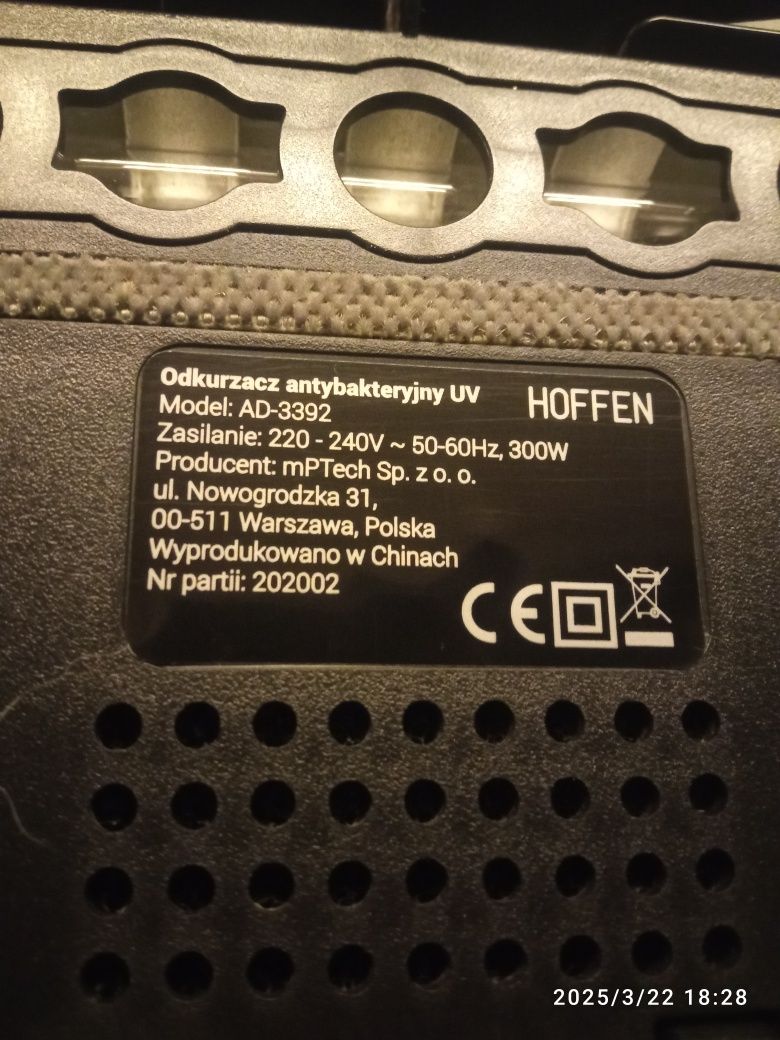 Odkurzacz antybakteryjny UV
HOFFEN
Model: AD-3392
Zasilanie: 220 - 240V ~ 50-60Hz, 300W
Producent: mPTech Sp. z o. o.
ul. Nowogrodzka 31,
00-511 Warszawa, Polska
Wyprodukowano w Chinach
Nr partii: 202002
CE
2025/3/22 18:28